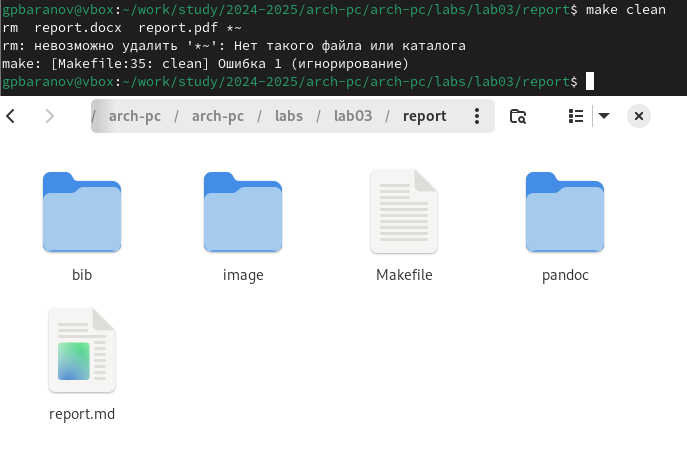 gpbaranov@vbox:~/work/study/2024-2025/arch-pc/arch-pc/labs/lab03/report$ make clean
rm  report.docx  report.pdf *~
rm: невозможно удалить '*~': Нет такого файла или каталога
make: [Makefile:35: clean] Ошибка 1 (игнорирование)
gpbaranov@vbox:~/work/study/2024-2025/arch-pc/arch-pc/labs/lab03/report$
/ arch-pc / arch-pc / labs / lab03 / report
bib image Makefile pandoc
report.md